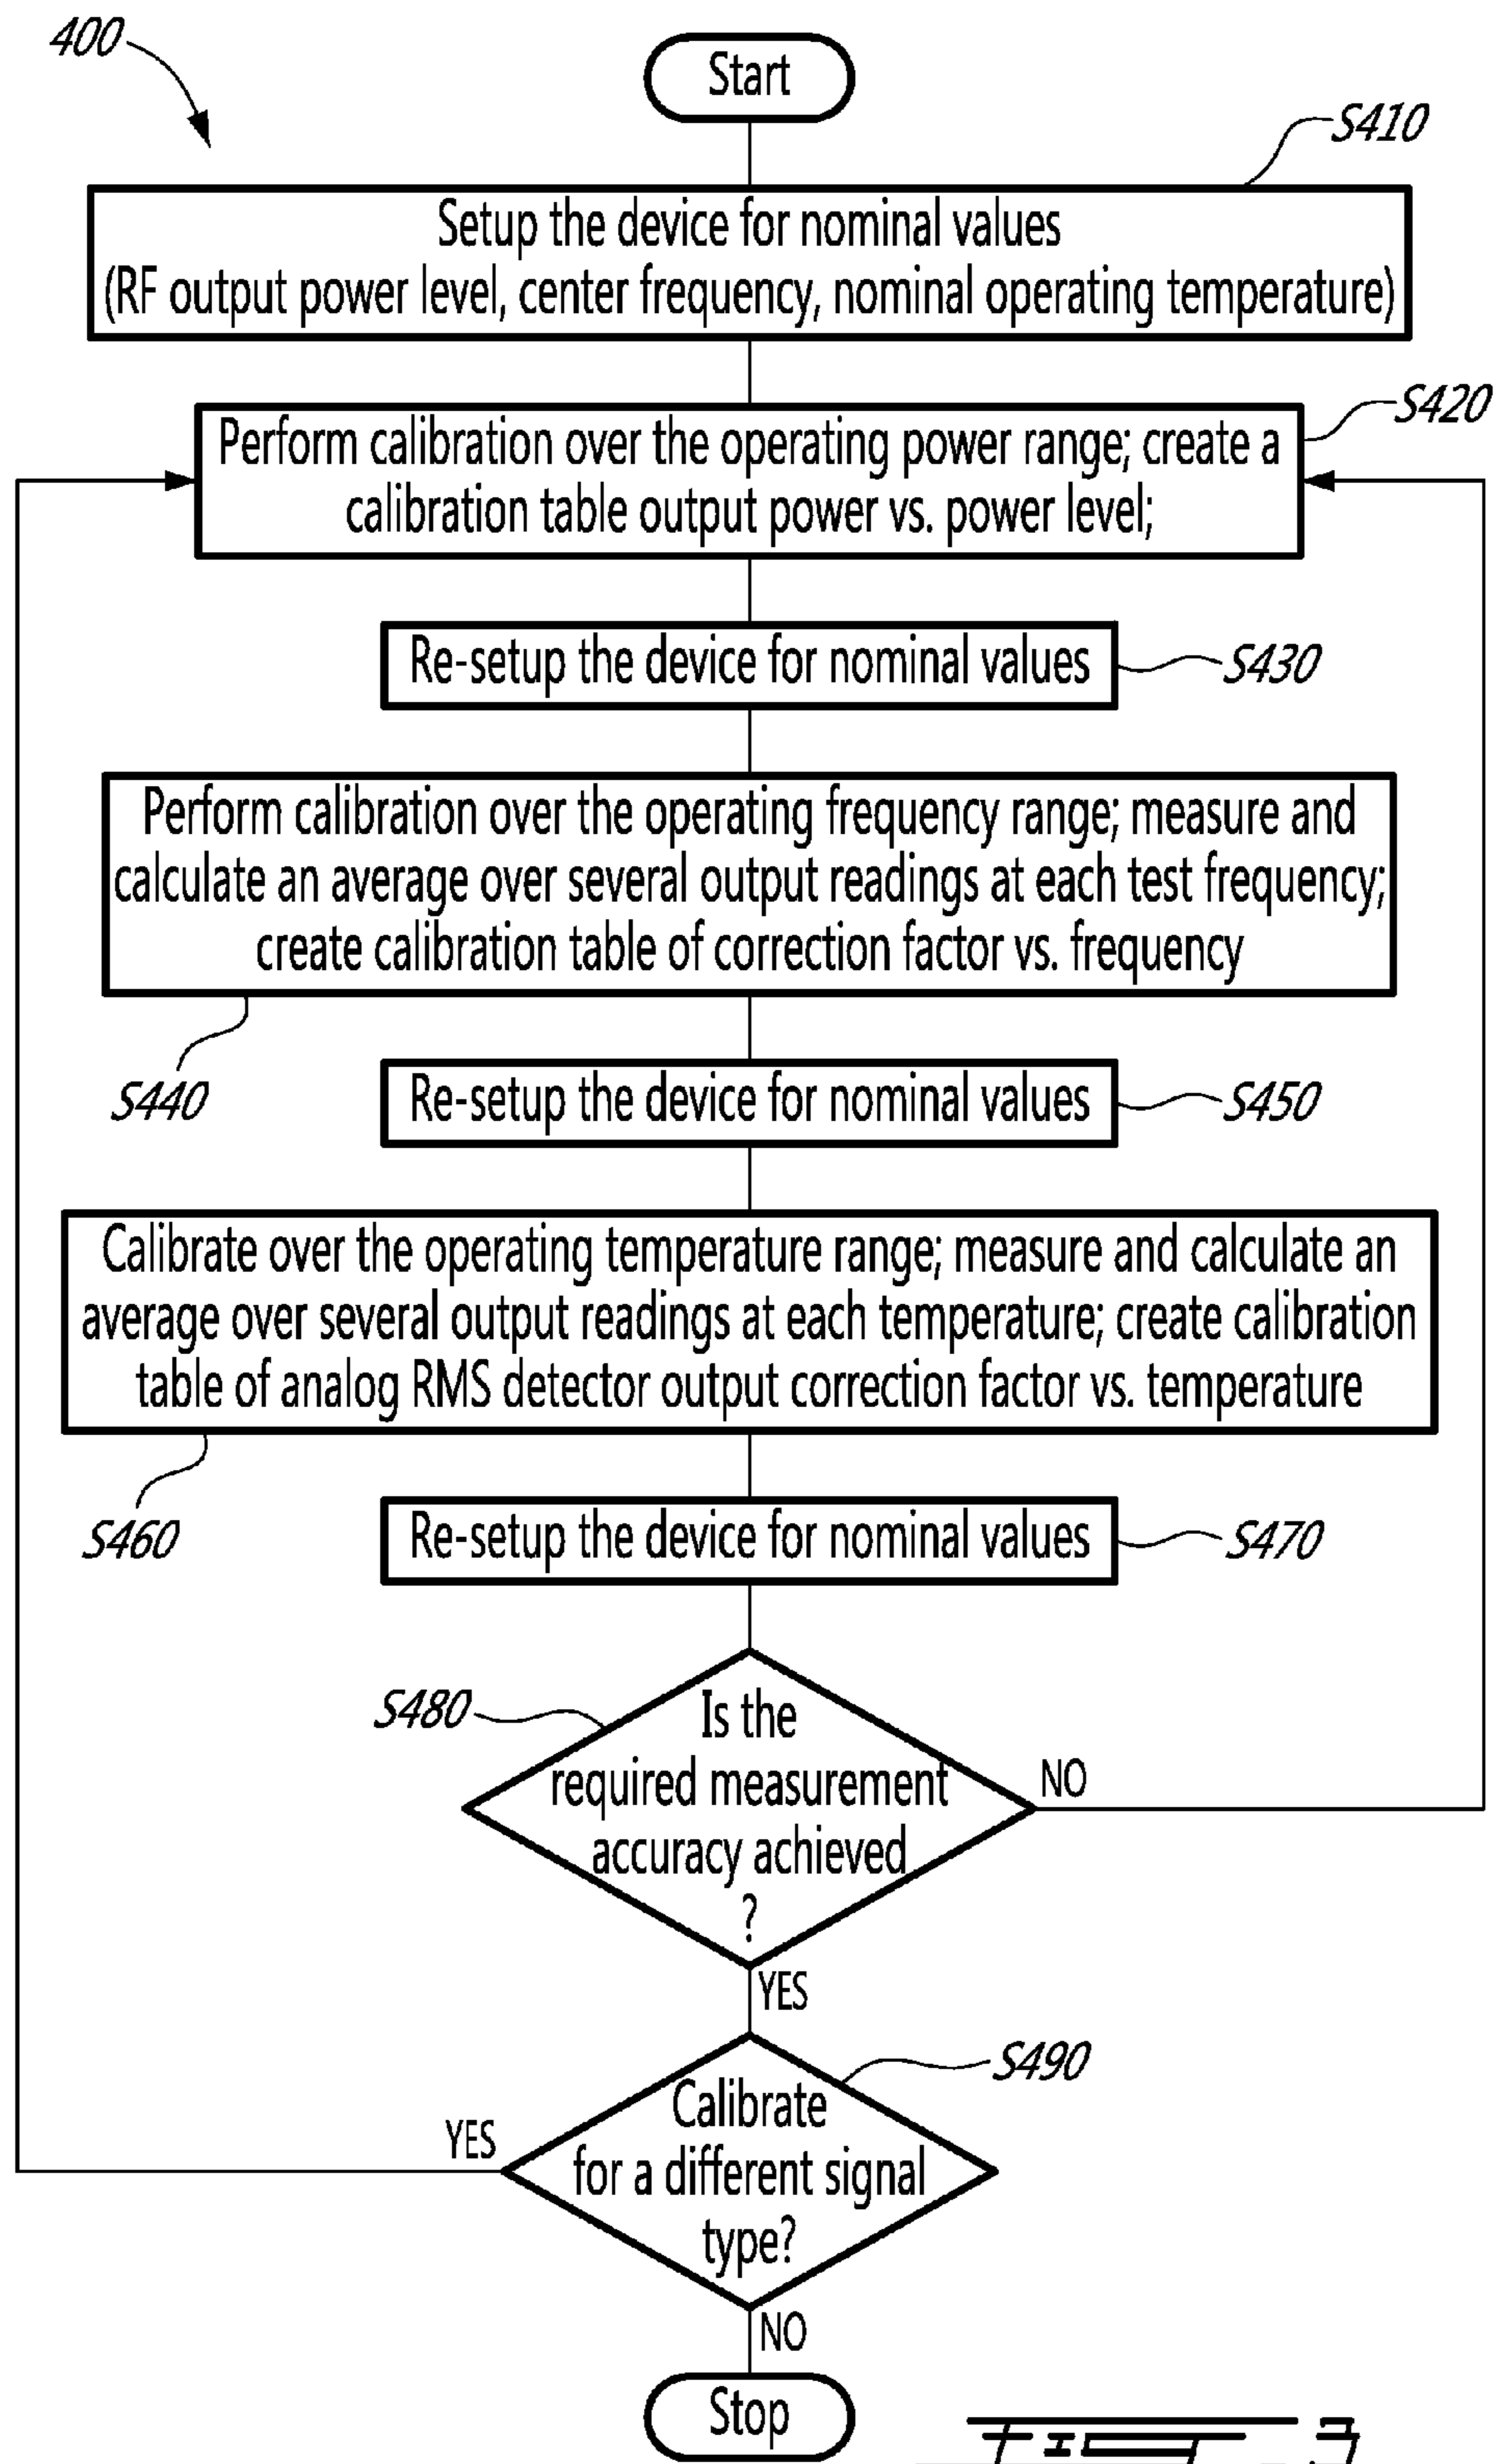 400
Start
S410
Setup the device for nominal values
(RF output power level, center frequency, nominal operating temperature)
S420
Perform calibration over the operating power range; create a
calibration table output power vs. power level;
Re-setup the device for nominal values
S430
Perform calibration over the operating frequency range; measure and
calculate an average over several output readings at each test frequency;
create calibration table of correction factor vs. frequency
S440
Re-setup the device for nominal values
S450
Calibrate over the operating temperature range; measure and calculate an
average over several output readings at each temperature; create calibration
table of analog RMS detector output correction factor vs. temperature
S460
Re-setup the device for nominal values
S470
S480
Is the
required measurement
accuracy achieved
?
NO
YES
S490
Calibrate
for a different signal
type?
YES
NO
Stop